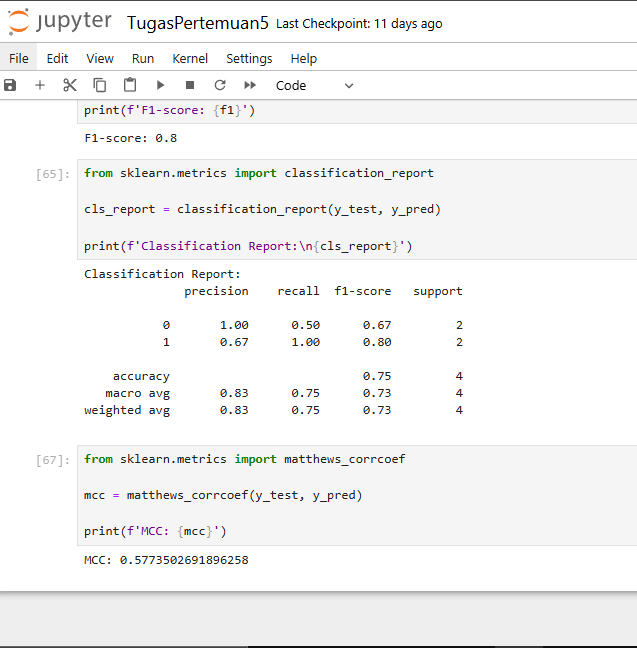 jupyter TugasPertemuan5 Last Checkpoint: 11 days ago
File Edit View Run Kernel Settings Help
Code
print(f'F1-score: {f1}')
F1-score: 0.8
[65]: from sklearn.metrics import classification_report
cls_report = classification_report(y_test, y_pred)
print(f'Classification Report:\n{cls_report}')
Classification Report:
precision recall f1-score support
0 1.00 0.50 0.67 2
1 0.67 1.00 0.80 2
accuracy 0.75 4
macro avg 0.83 0.75 0.73 4
weighted avg 0.83 0.75 0.73 4
[67]: from sklearn.metrics import matthews_corrcoef
mcc = matthews_corrcoef(y_test, y_pred)
print(f'MCC: {mcc}')
MCC: 0.5773502691896258